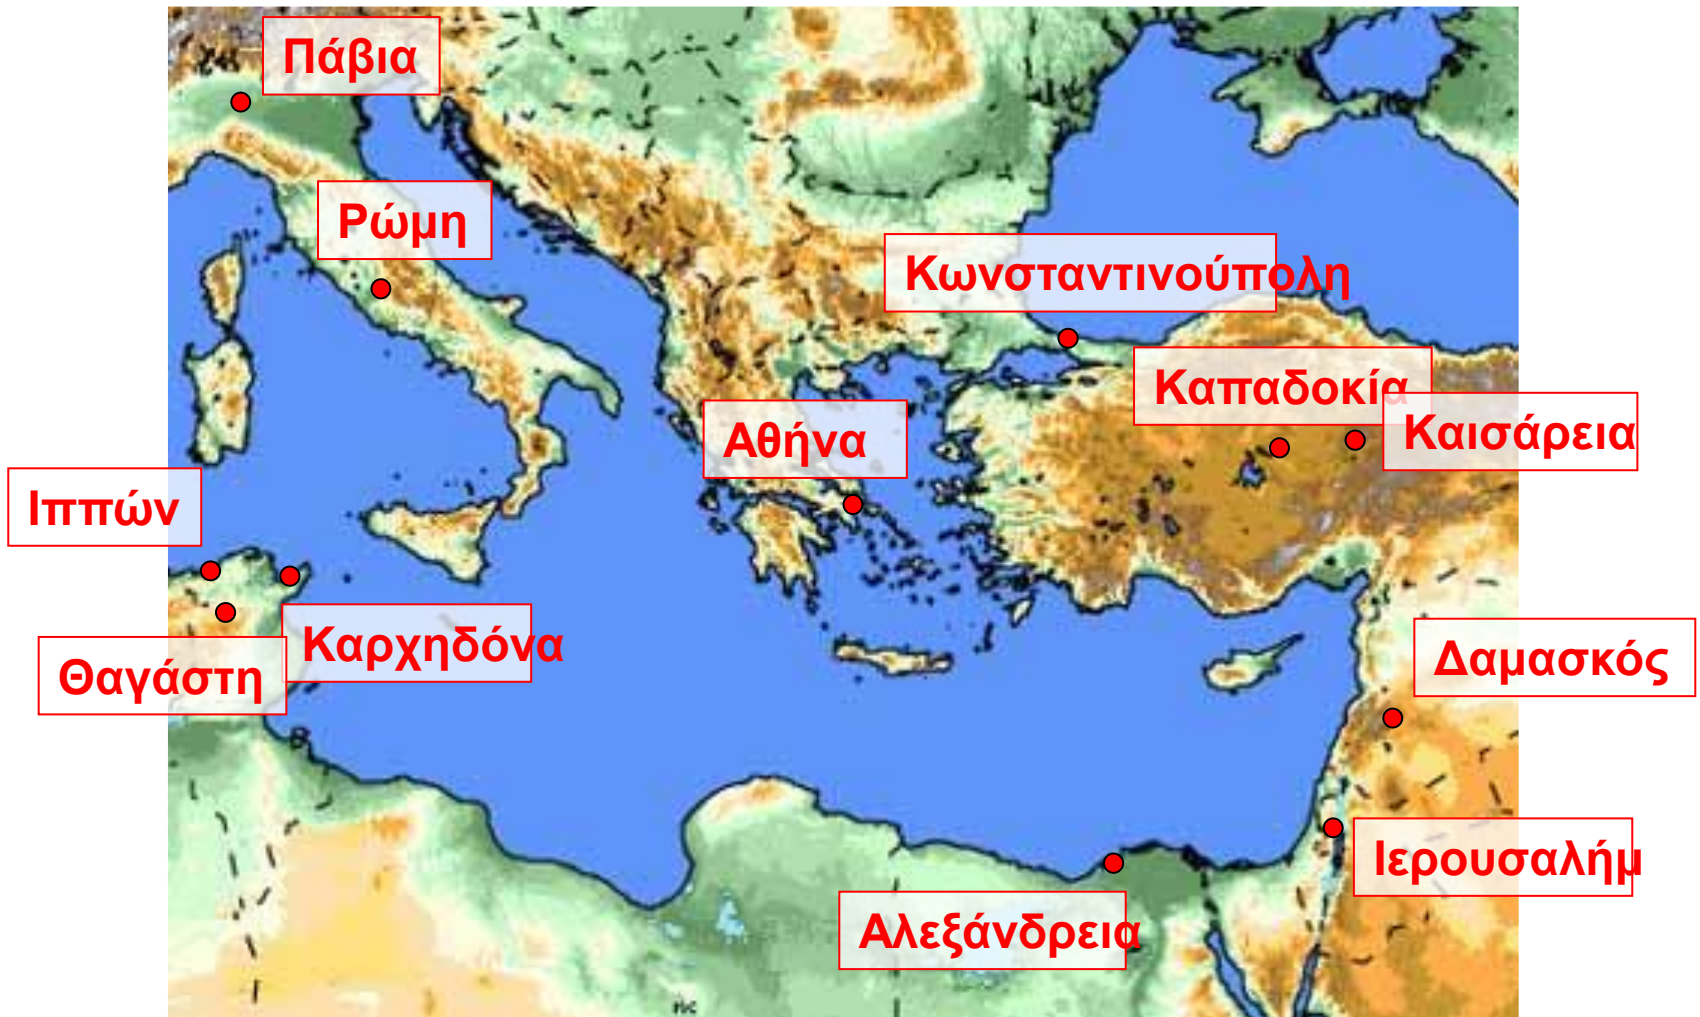 Πάβια
Ρώμη
Κωνσταντινούπολη
Καπαδοκία
Καισάρεια
Αθήνα
Ιππών
Καρχηδόνα
Θαγάστη
Δαμασκός
Ιερουσαλήμ
Αλεξάνδρεια